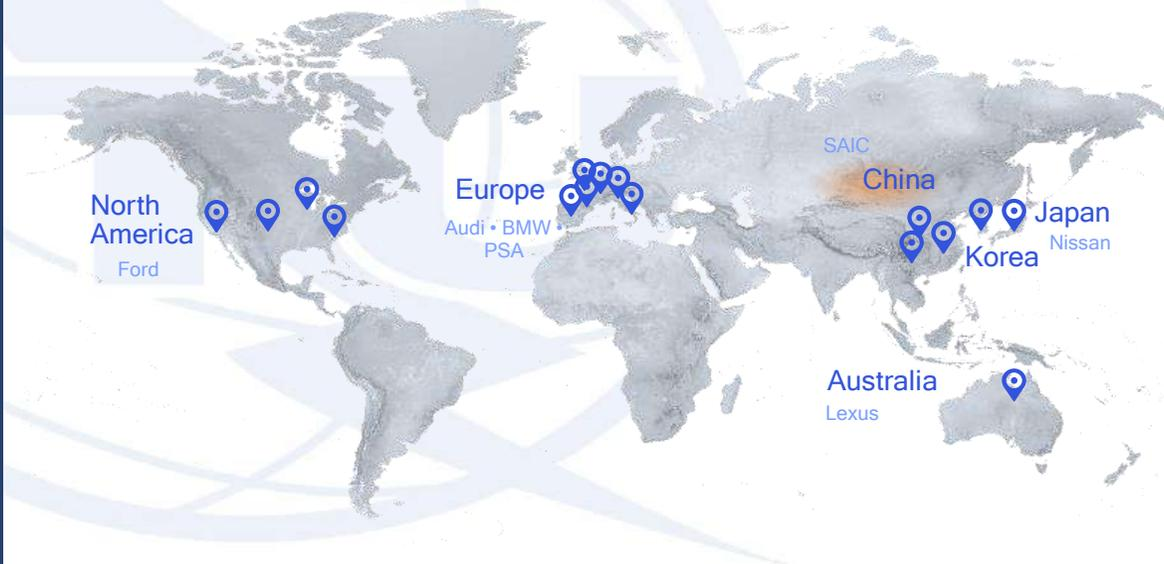 North
America
Ford
Europe
Audi • BMW •
PSA
SAIC
China
Japan
Nissan
Korea
Australia
Lexus